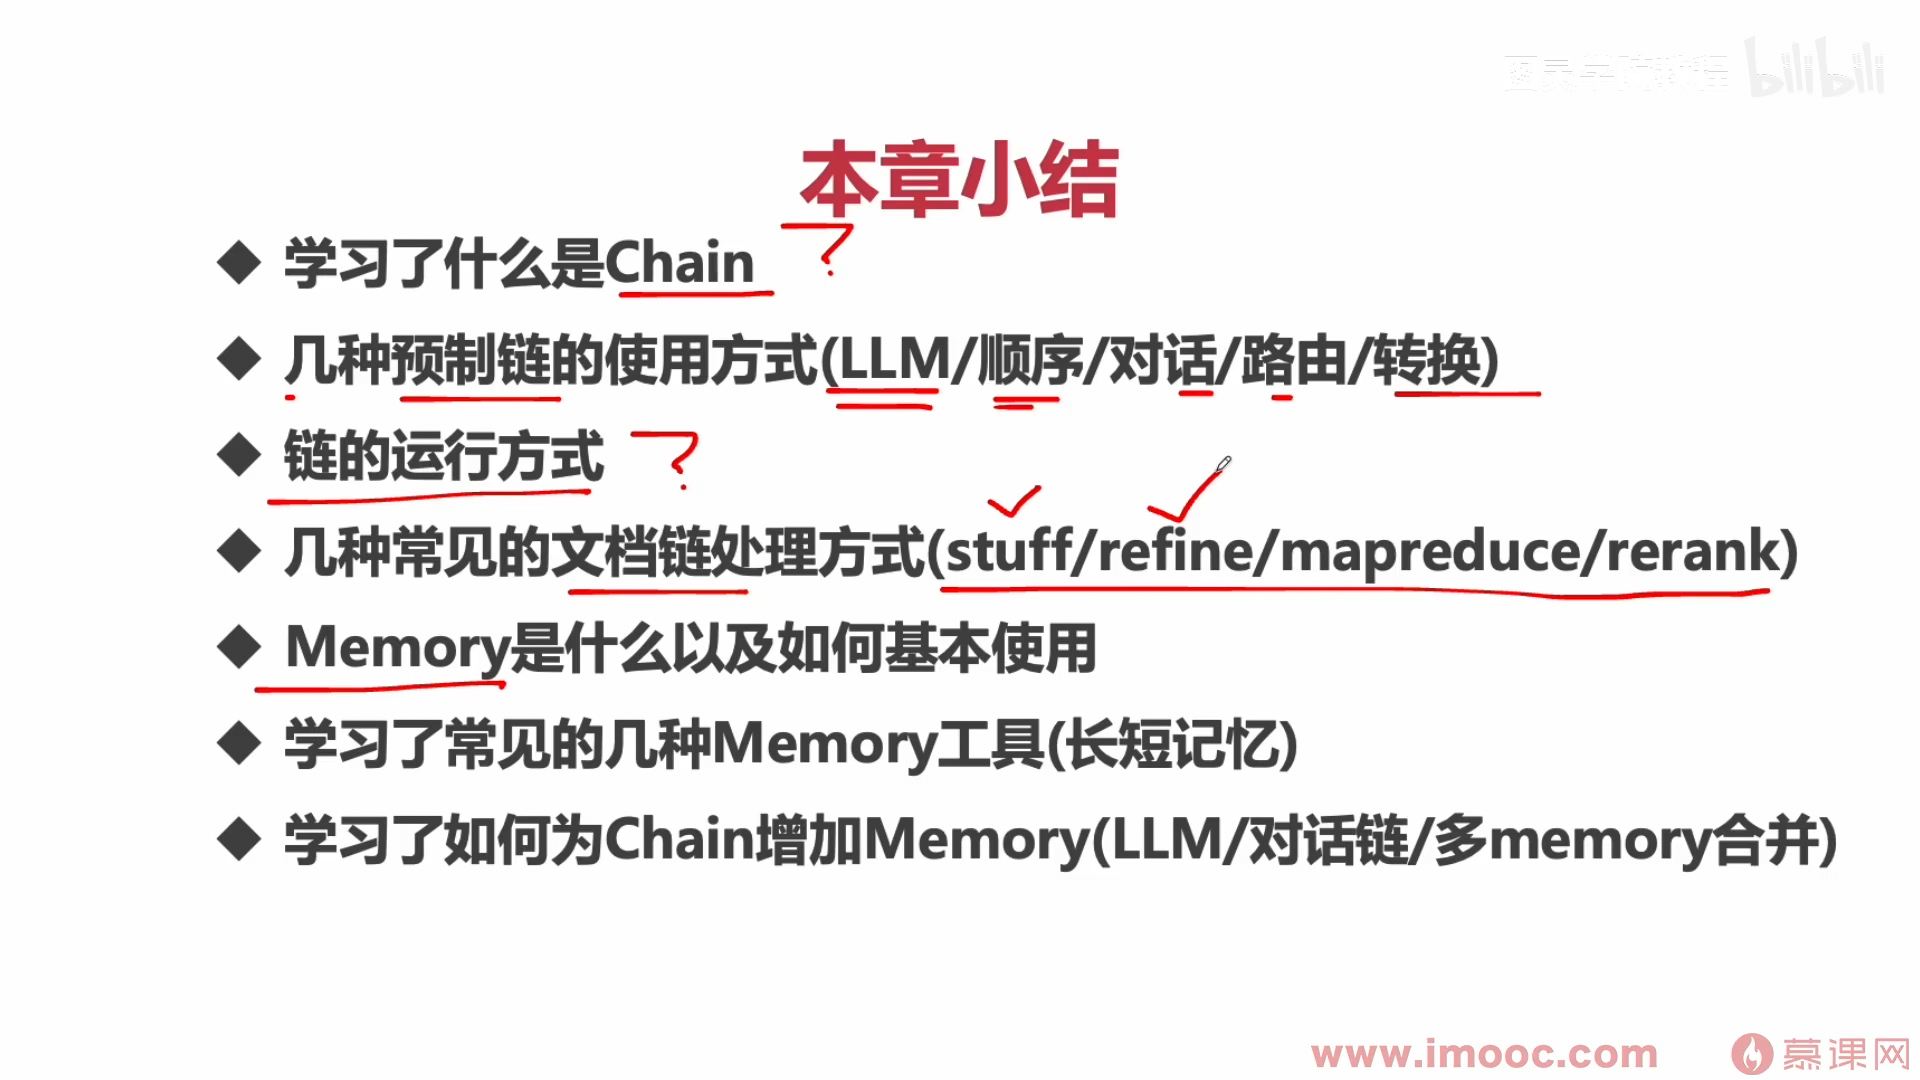 图灵学院教程 bilibili
本章小结
学习了什么是Chain ?
几种预制链的使用方式(LLM/顺序/对话/路由/转换)
链的运行方式 ?
几种常见的文档链处理方式(stuff/refine/mapreduce/rerank)
Memory是什么以及如何基本使用
学习了常见的几种Memory工具(长短记忆)
学习了如何为Chain增加Memory(LLM/对话链/多memory合并)
www.imooc.com 慕课网